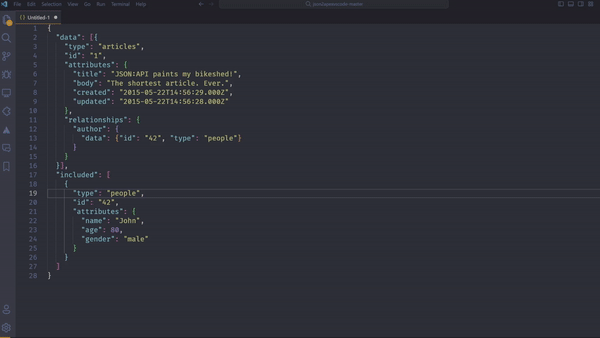 File Edit Selection View Go Run Terminal Help
Untitled-1
1 {
2 "data": [{
3 "type": "articles",
4 "id": "1",
5 "attributes": {
6 "title": "JSON:API paints my bikeshed!",
7 "body": "The shortest article. Ever.",
8 "created": "2015-05-22T14:56:29.000Z",
9 "updated": "2015-05-22T14:56:28.000Z"
10 },
11 "relationships": {
12 "author": {
13 "data": {"id": "42", "type": "people"}
14 }
15 }
16 }],
17 "included": [
18 {
19 "type": "people",
20 "id": "42",
21 "attributes": {
22 "name": "John",
23 "age": 80,
24 "gender": "male"
25 }
26 }
27 ]
28 }